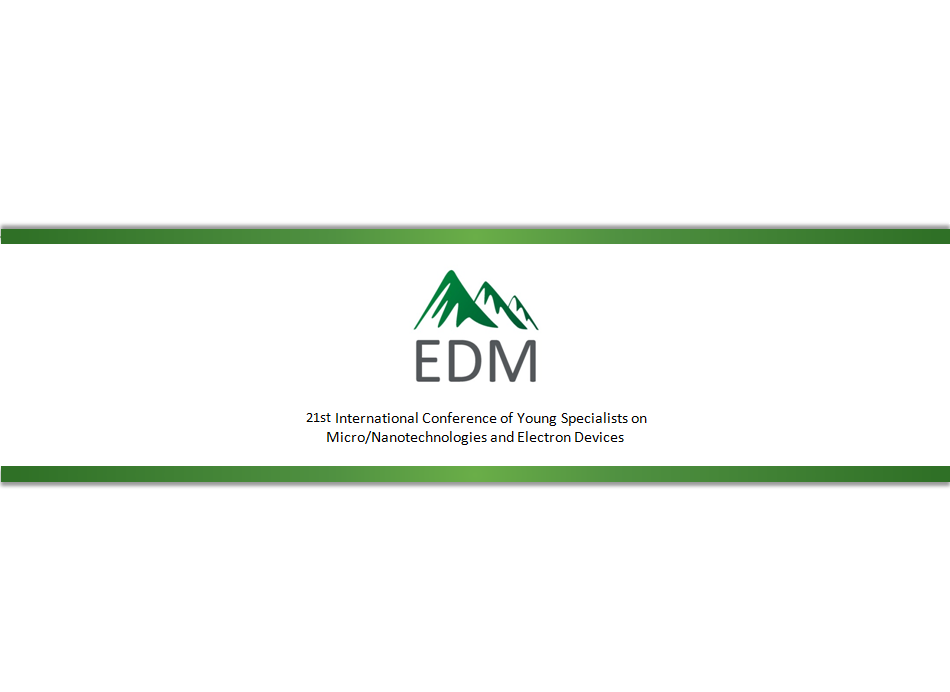 EDM
21st International Conference of Young Specialists on
Micro/Nanotechnologies and Electron Devices